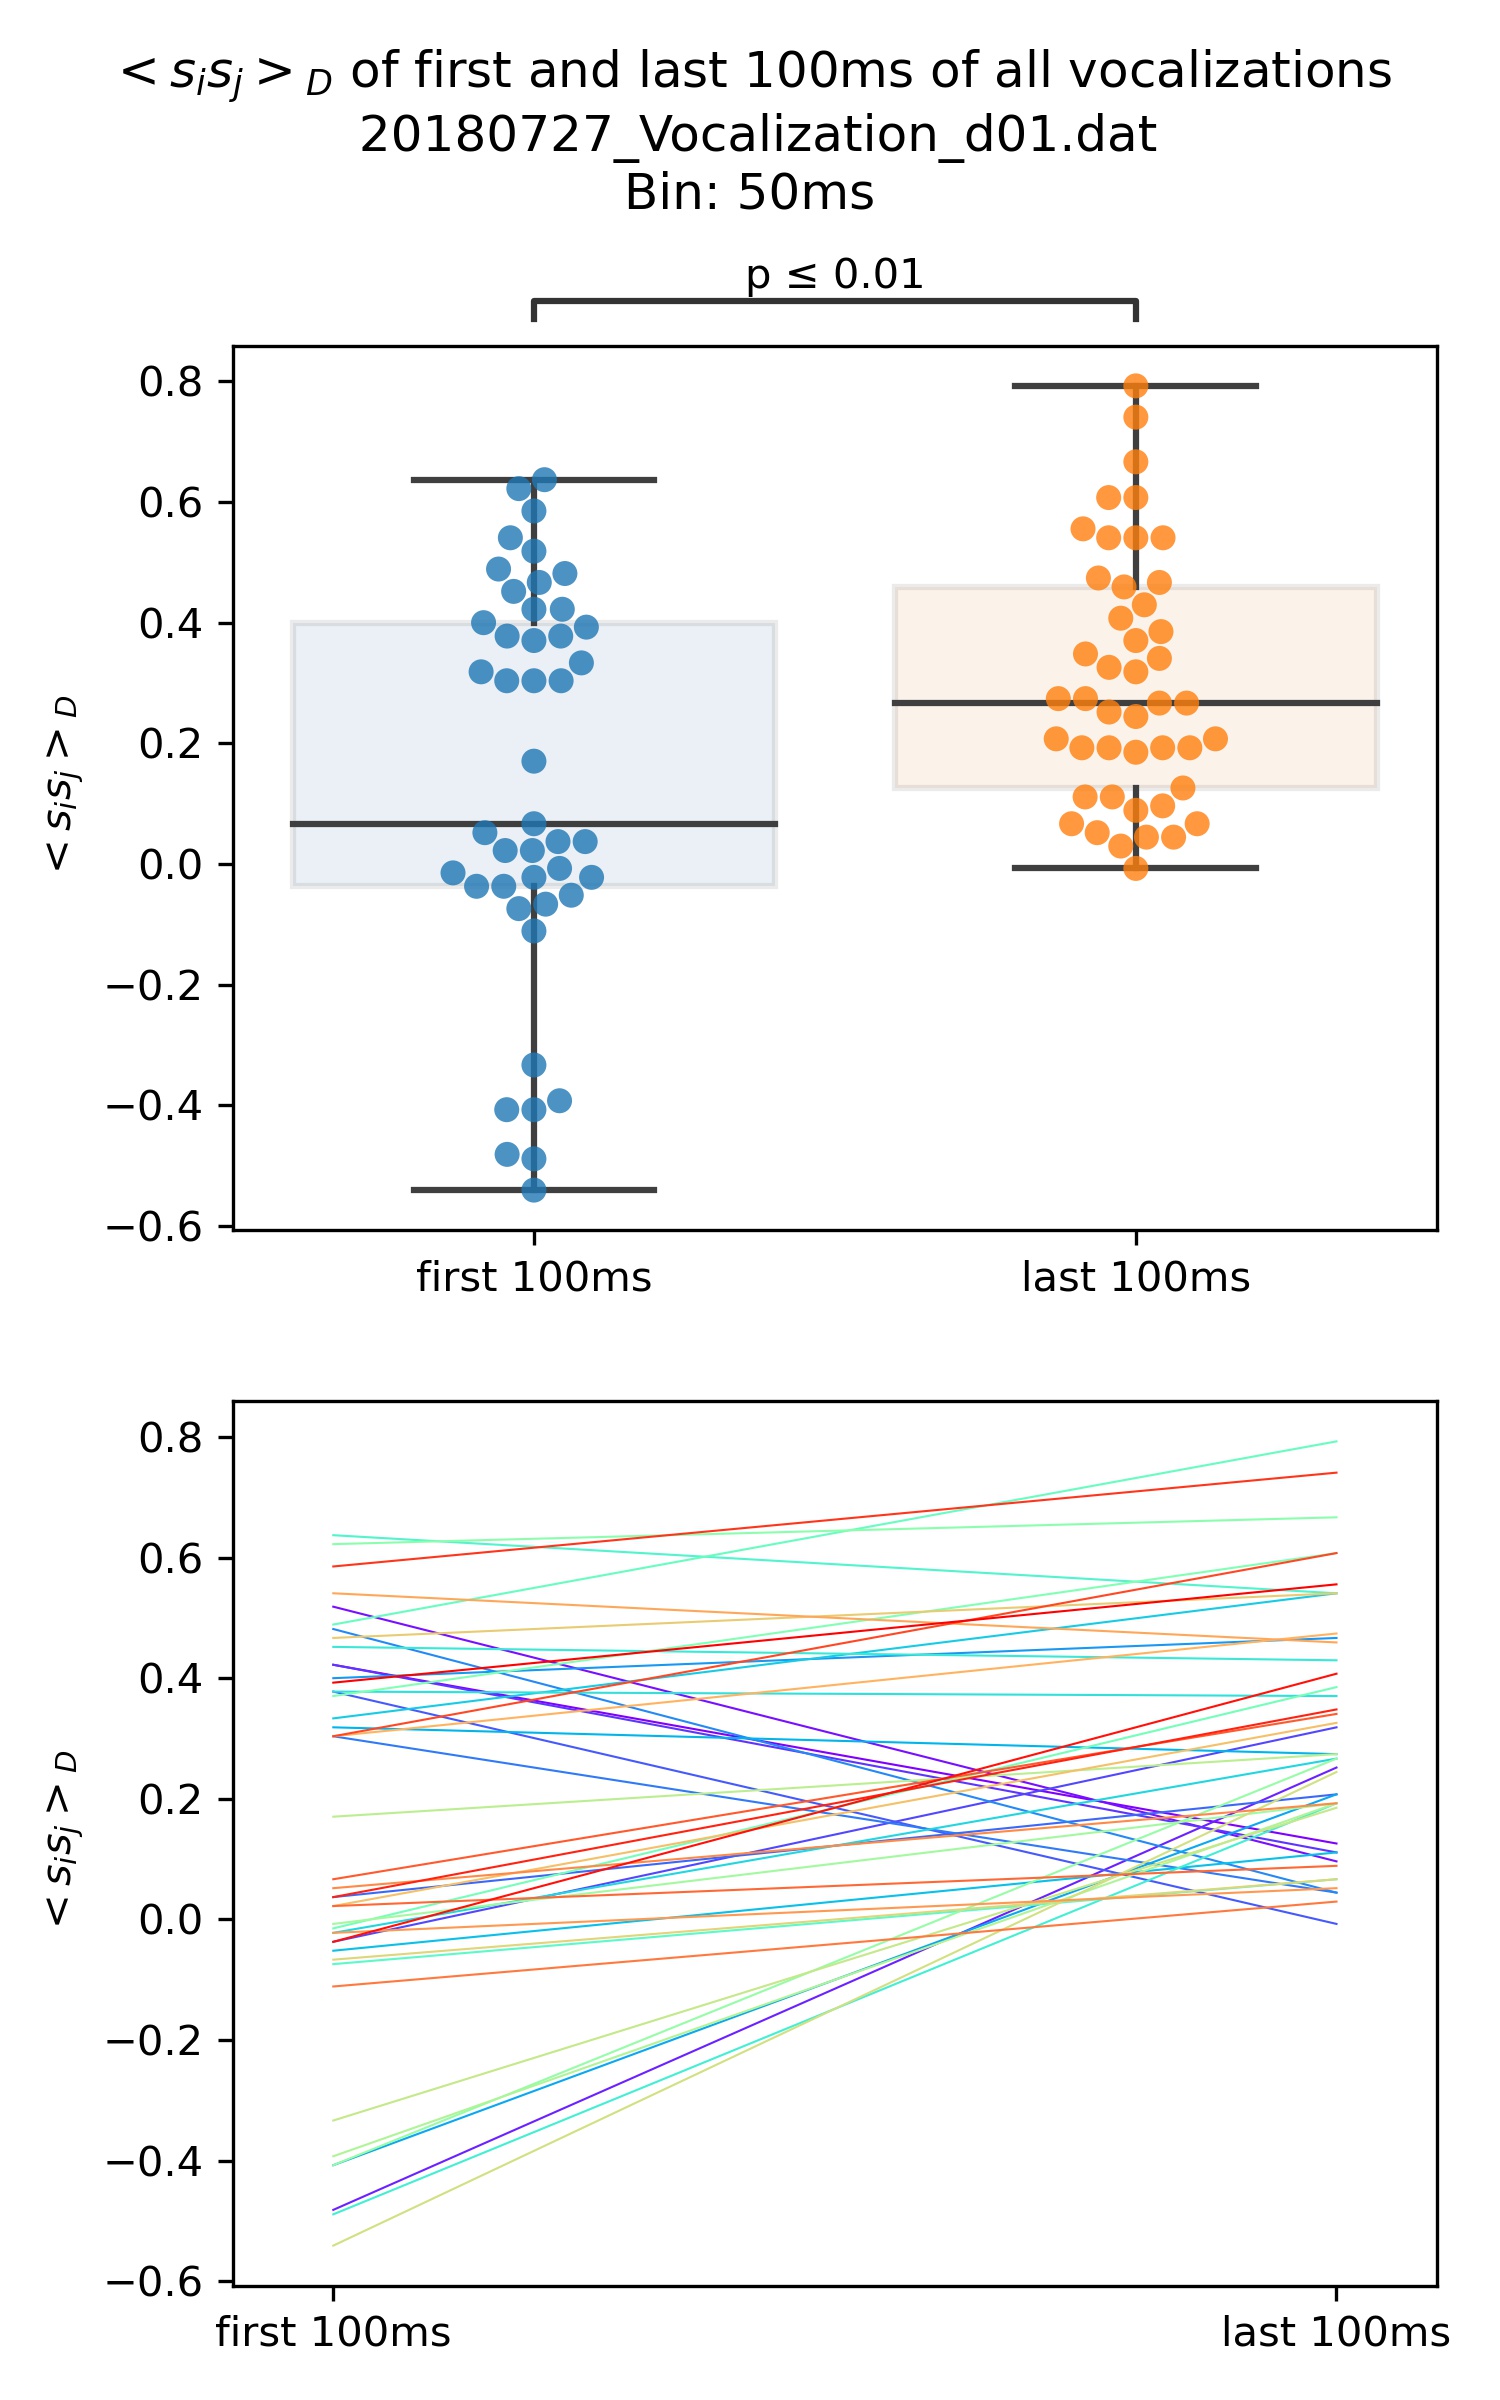 <s_i s_j>_D of first and last 100ms of all vocalizations
20180727_Vocalization_d01.dat
Bin: 50ms
p ≤ 0.01
<s_i s_j>_D
0.8
0.6
0.4
0.2
0.0
−0.2
−0.4
−0.6
first 100ms last 100ms
<s_i s_j>_D
0.8
0.6
0.4
0.2
0.0
−0.2
−0.4
−0.6
first 100ms last 100ms